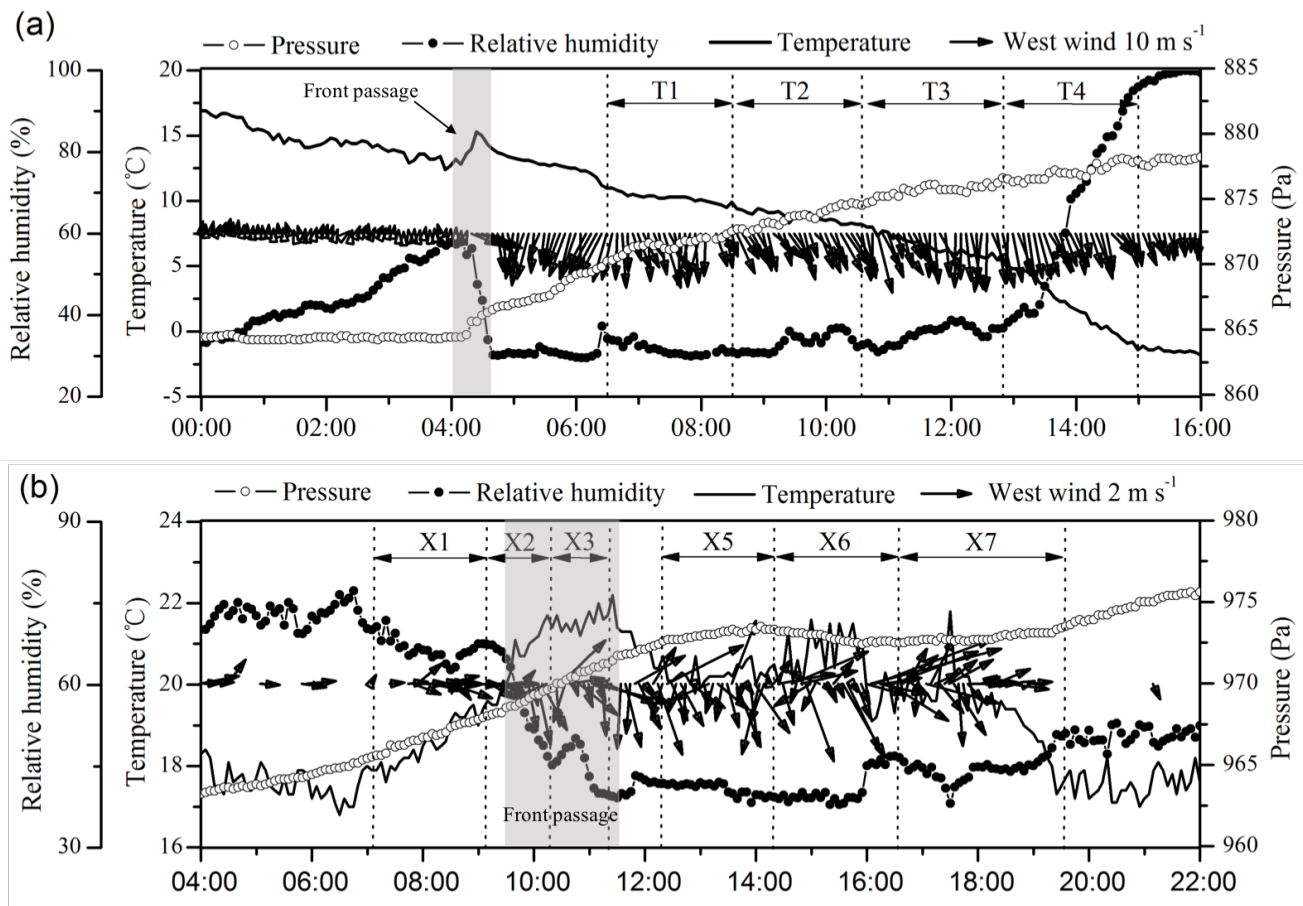 (a)
Pressure Relative humidity Temperature West wind 10 m s⁻¹
Front passage
T1 T2 T3 T4
Relative humidity (%)
100
80
60
40
20
Temperature (℃)
20
15
10
5
0
-5
Pressure (Pa)
885
880
875
870
865
860
00:00 02:00 04:00 06:00 08:00 10:00 12:00 14:00 16:00
(b)
Pressure Relative humidity Temperature West wind 2 m s⁻¹
X1 X2 X3 X5 X6 X7
Relative humidity (%)
90
60
30
Temperature (℃)
24
22
20
18
16
Pressure (Pa)
980
975
970
965
960
Front passage
04:00 06:00 08:00 10:00 12:00 14:00 16:00 18:00 20:00 22:00